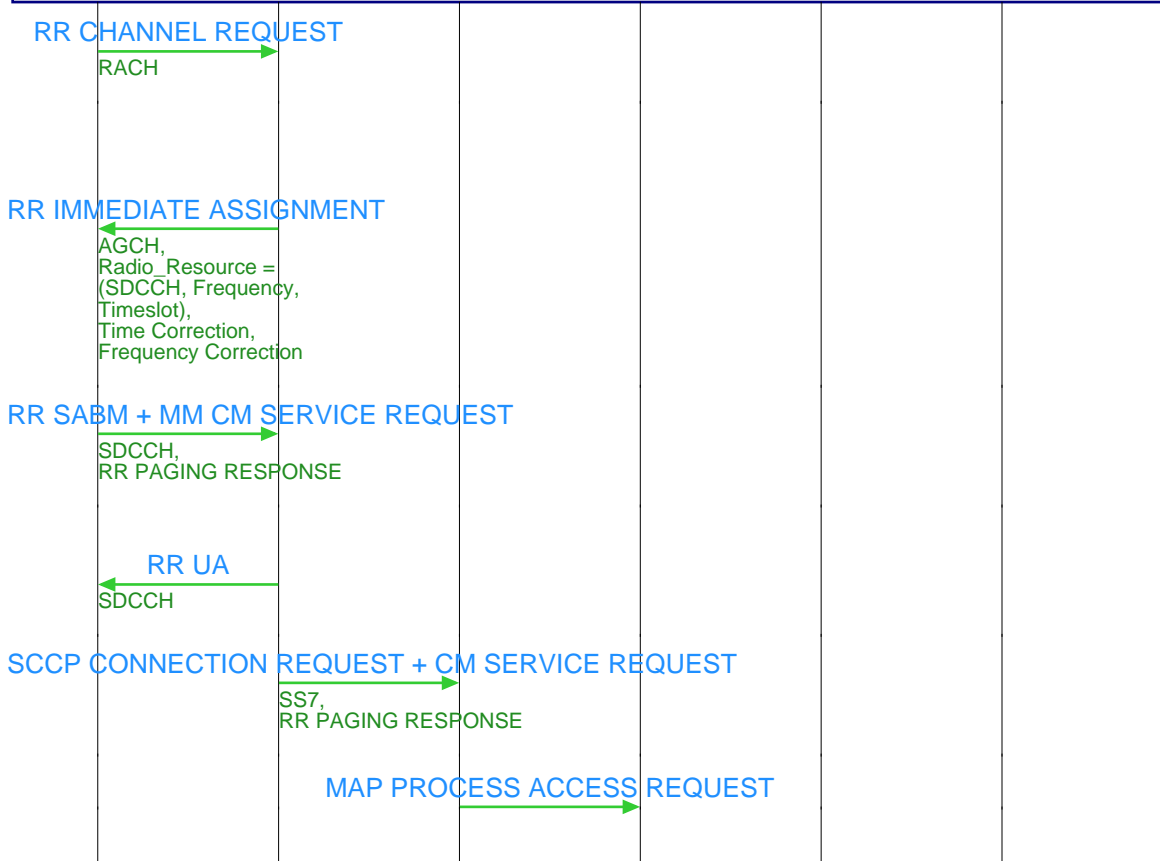 RR CHANNEL REQUEST
RACH
RR IMMEDIATE ASSIGNMENT
AGCH,
Radio_Resource =
(SDCCH, Frequency,
Timeslot),
Time Correction,
Frequency Correction
RR SABM + MM CM SERVICE REQUEST
SDCCH,
RR PAGING RESPONSE
RR UA
SDCCH
SCCP CONNECTION REQUEST + CM SERVICE REQUEST
SS7,
RR PAGING RESPONSE
MAP PROCESS ACCESS REQUEST